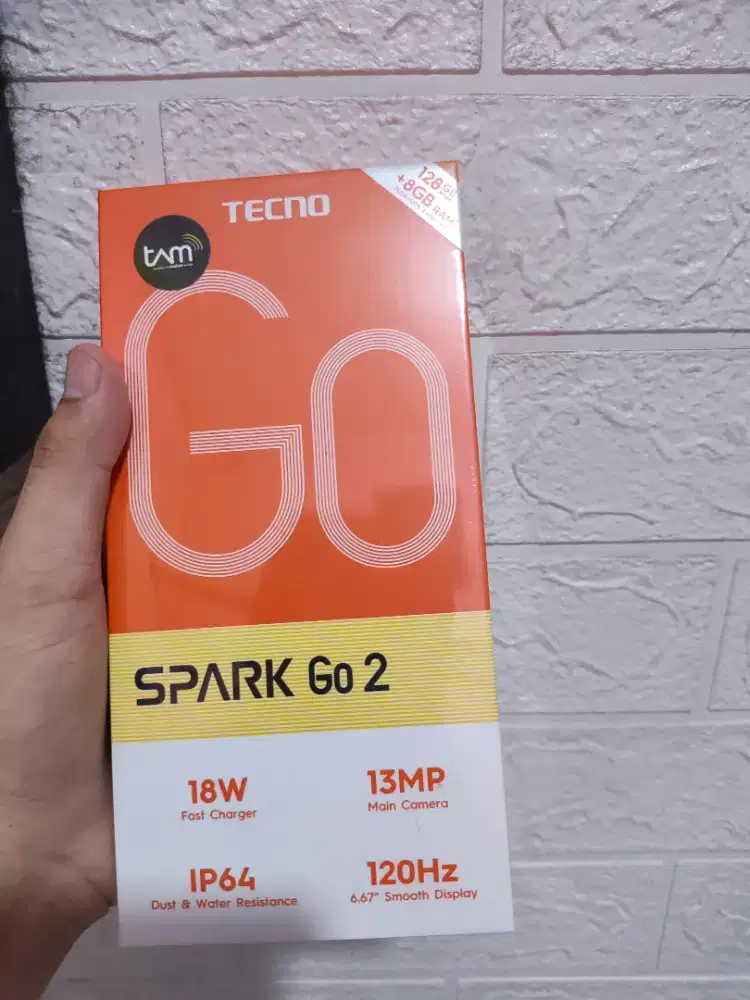 TECNO
128GB
+8GB RAM
tam
Go
SPARK Go 2
18W
Fast Charger
13MP
Main Camera
IP64
Dust & Water Resistance
120Hz
6.67" Smooth Display